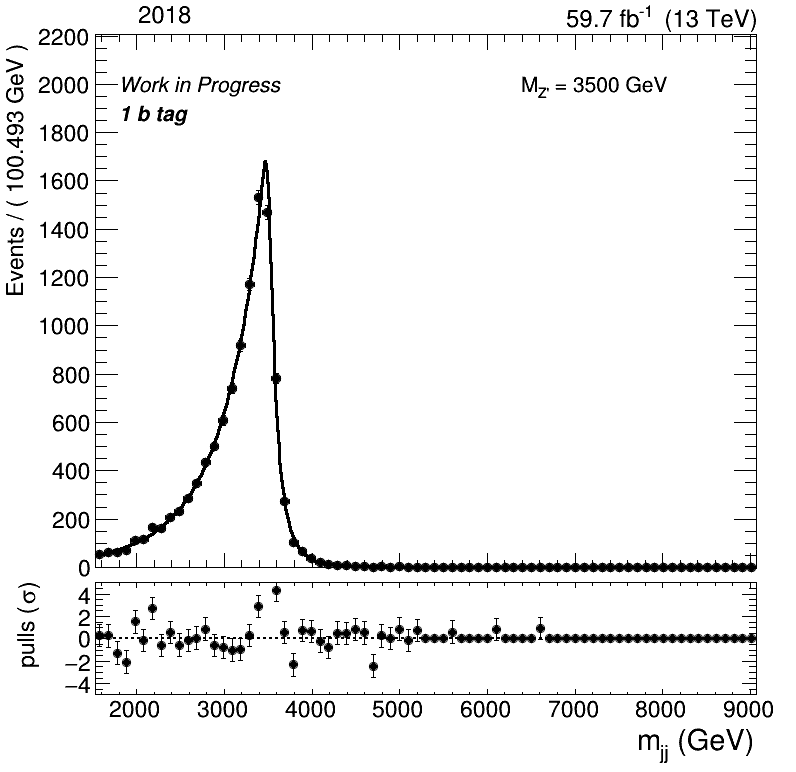 2018 59.7 fb⁻¹ (13 TeV)
Work in Progress
1 b tag
M_Z' = 3500 GeV
Events / ( 100.493 GeV )
2200
2000
1800
1600
1400
1200
1000
800
600
400
200
0
pulls (σ)
4
2
0
−2
−4
2000 3000 4000 5000 6000 7000 8000 9000
m_jj (GeV)